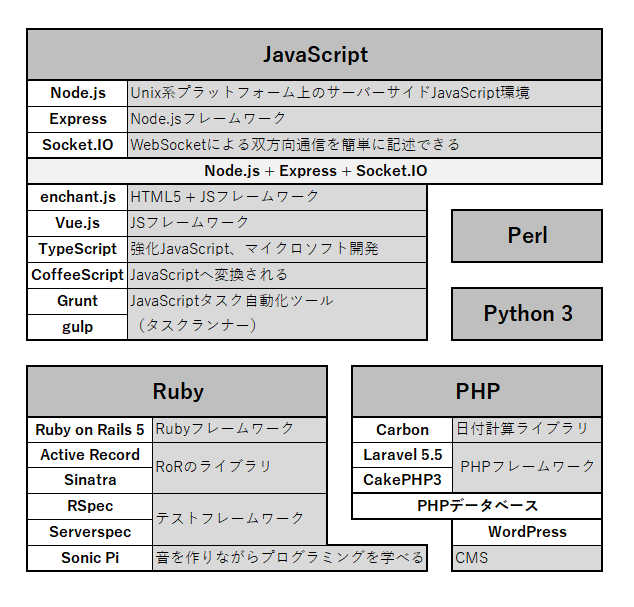 JavaScript
Node.js Unix系プラットフォーム上のサーバーサイドJavaScript環境
Express Node.jsフレームワーク
Socket.IO WebSocketによる双方向通信を簡単に記述できる
Node.js + Express + Socket.IO
enchant.js HTML5 + JSフレームワーク
Vue.js JSフレームワーク
TypeScript 強化JavaScript、マイクロソフト開発
CoffeeScript JavaScriptへ変換される
Grunt JavaScriptタスク自動化ツール
gulp （タスクランナー）
Perl
Python 3
Ruby
Ruby on Rails 5 Rubyフレームワーク
Active Record
RoRのライブラリ
Sinatra
RSpec
テストフレームワーク
Serverspec
Sonic Pi 音を作りながらプログラミングを学べる
PHP
Carbon 日付計算ライブラリ
Laravel 5.5
PHPフレームワーク
CakePHP3
PHPデータベース
WordPress
CMS